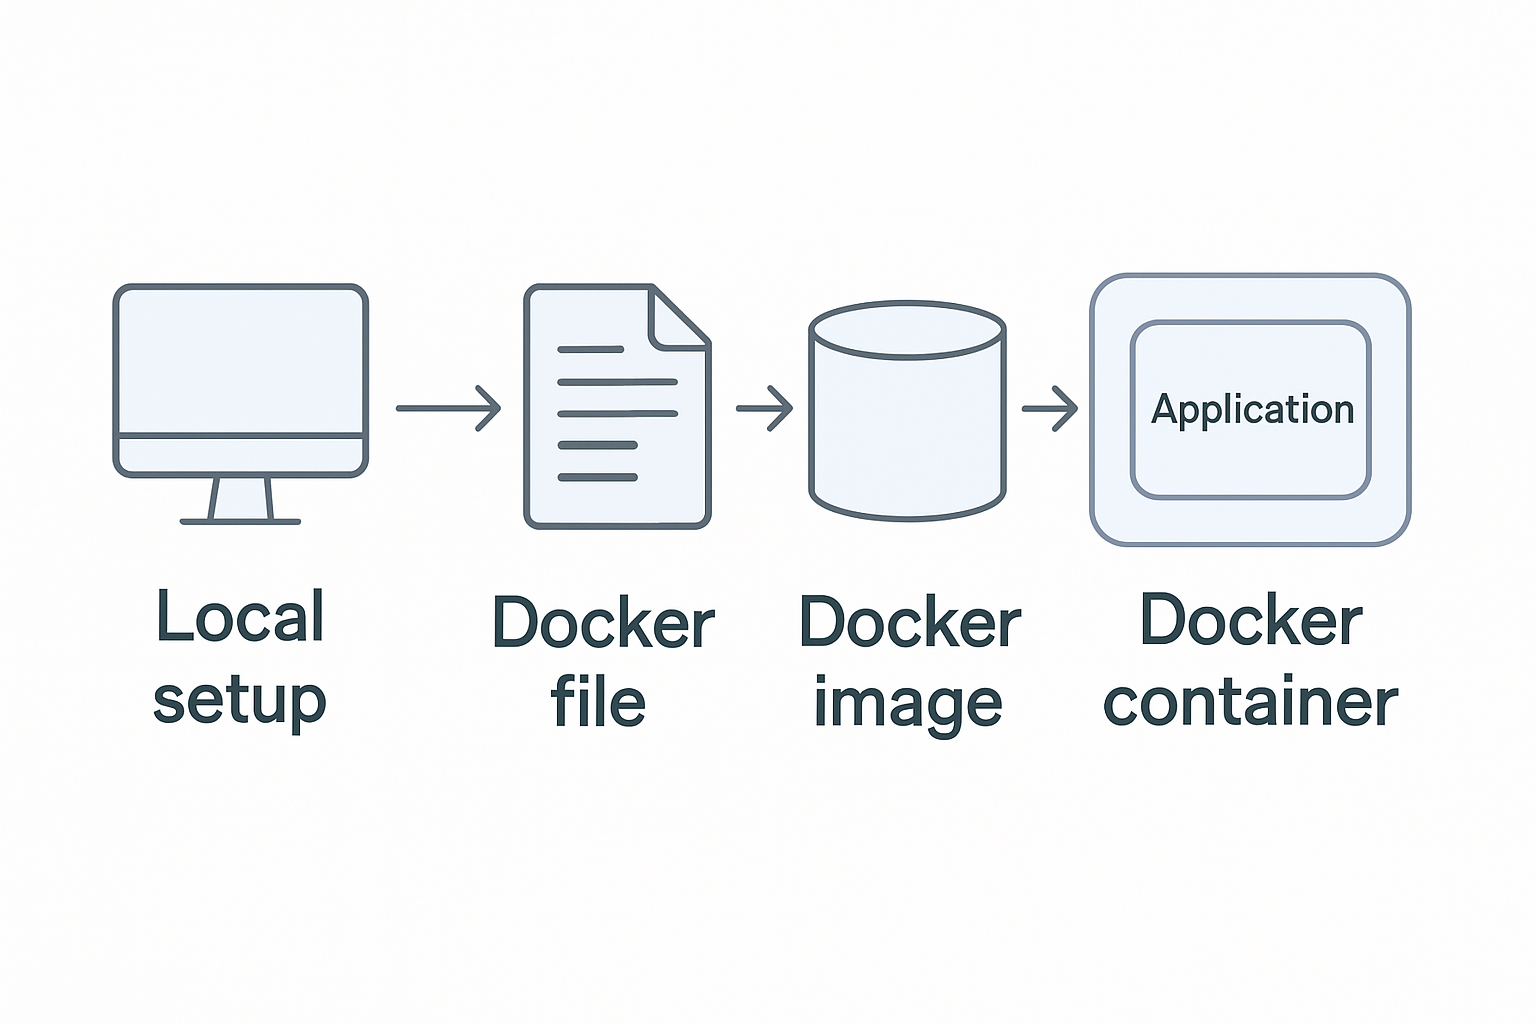 Application
Local
setup
Docker
file
Docker
image
Docker
container